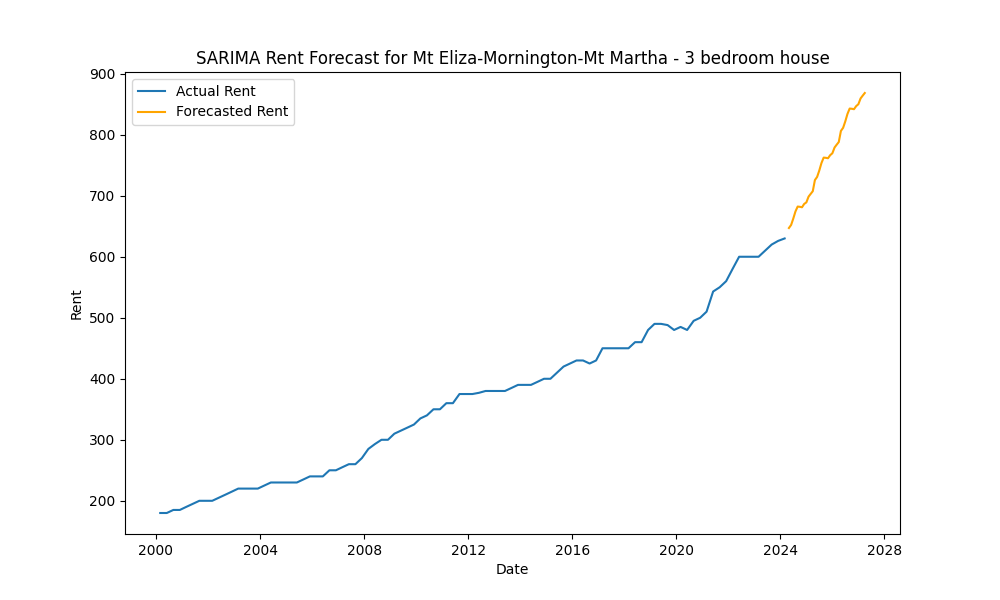 SARIMA Rent Forecast for Mt Eliza-Mornington-Mt Martha - 3 bedroom house
Actual Rent
Forecasted Rent
900
800
700
600
500
400
300
200
Rent
2000 2004 2008 2012 2016 2020 2024 2028
Date